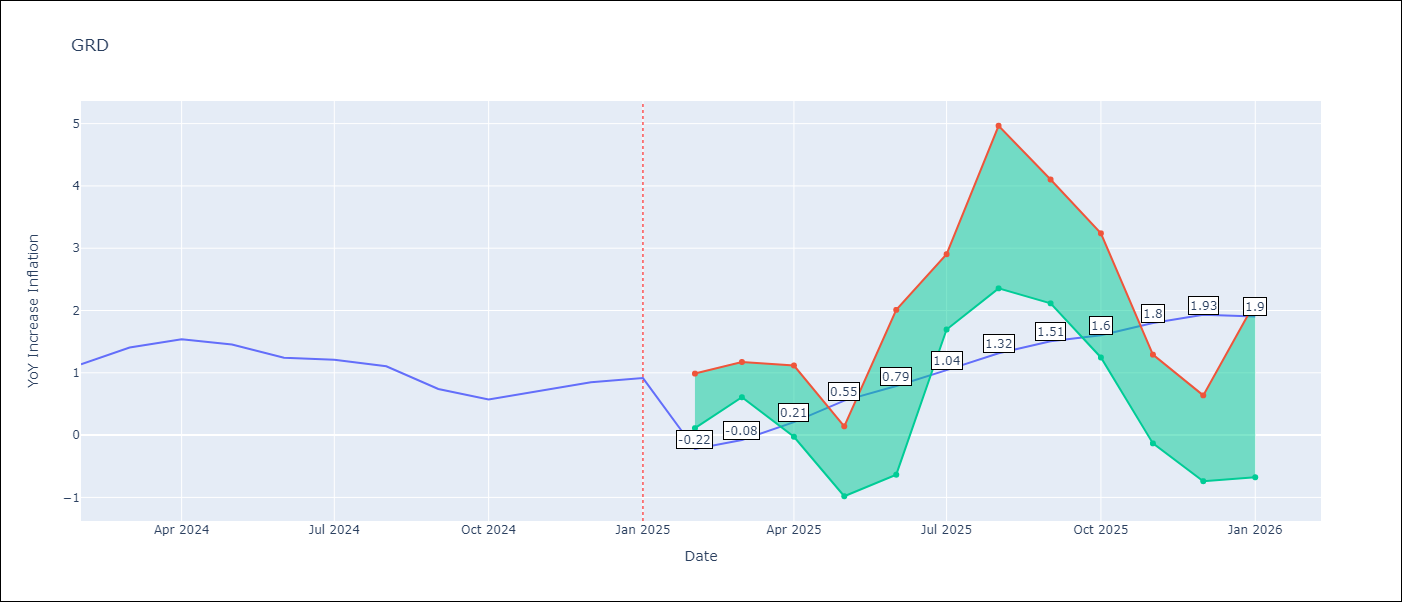 GRD
YoY Increase Inflation
5
4
3
2
1
0
−1
-0.22
-0.08
0.21
0.55
0.79
1.04
1.32
1.51
1.6
1.8
1.93
1.9
Apr 2024
Jul 2024
Oct 2024
Jan 2025
Apr 2025
Jul 2025
Oct 2025
Jan 2026
Date